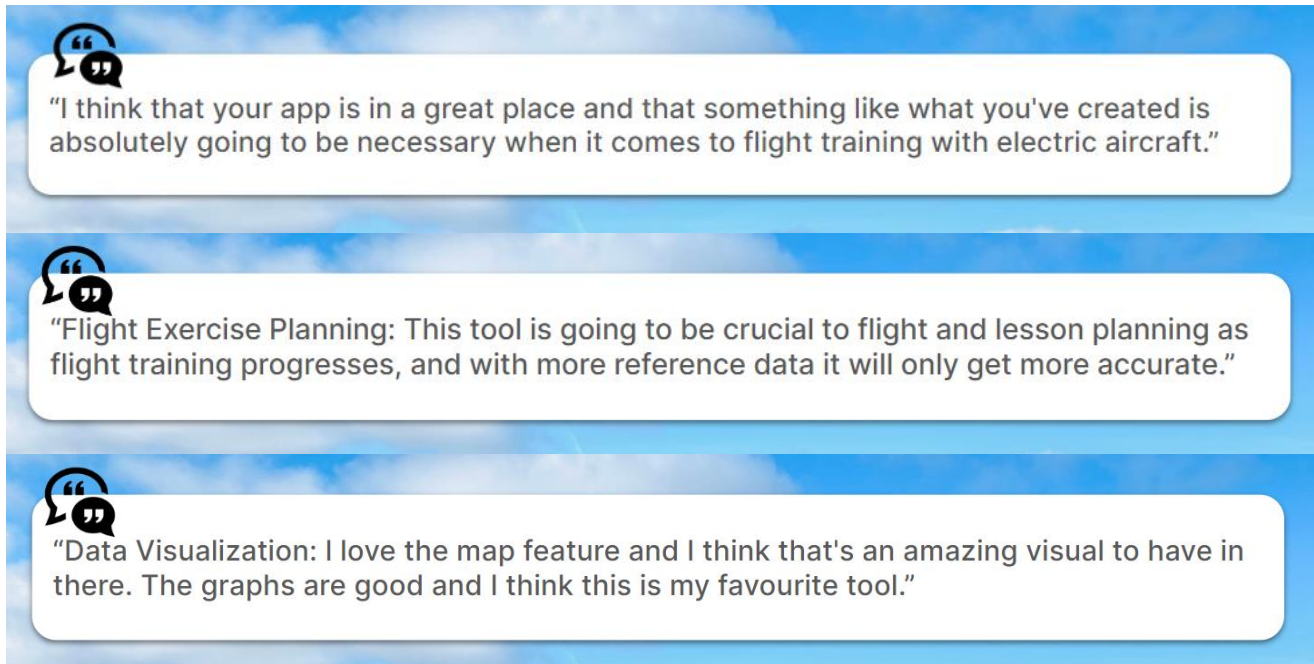 “I think that your app is in a great place and that something like what you've created is
absolutely going to be necessary when it comes to flight training with electric aircraft.”
“Flight Exercise Planning: This tool is going to be crucial to flight and lesson planning as
flight training progresses, and with more reference data it will only get more accurate.”
“Data Visualization: I love the map feature and I think that's an amazing visual to have in
there. The graphs are good and I think this is my favourite tool.”